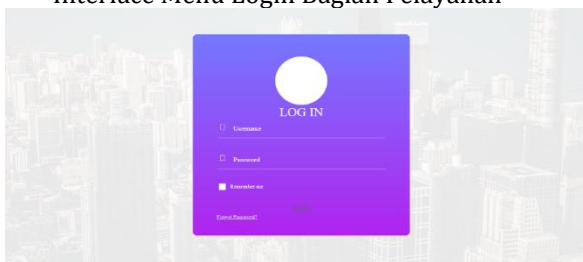 Interface Menu Login Bagian Pelayanan
LOG IN
Username
Password
Remember me
Forgot Password?